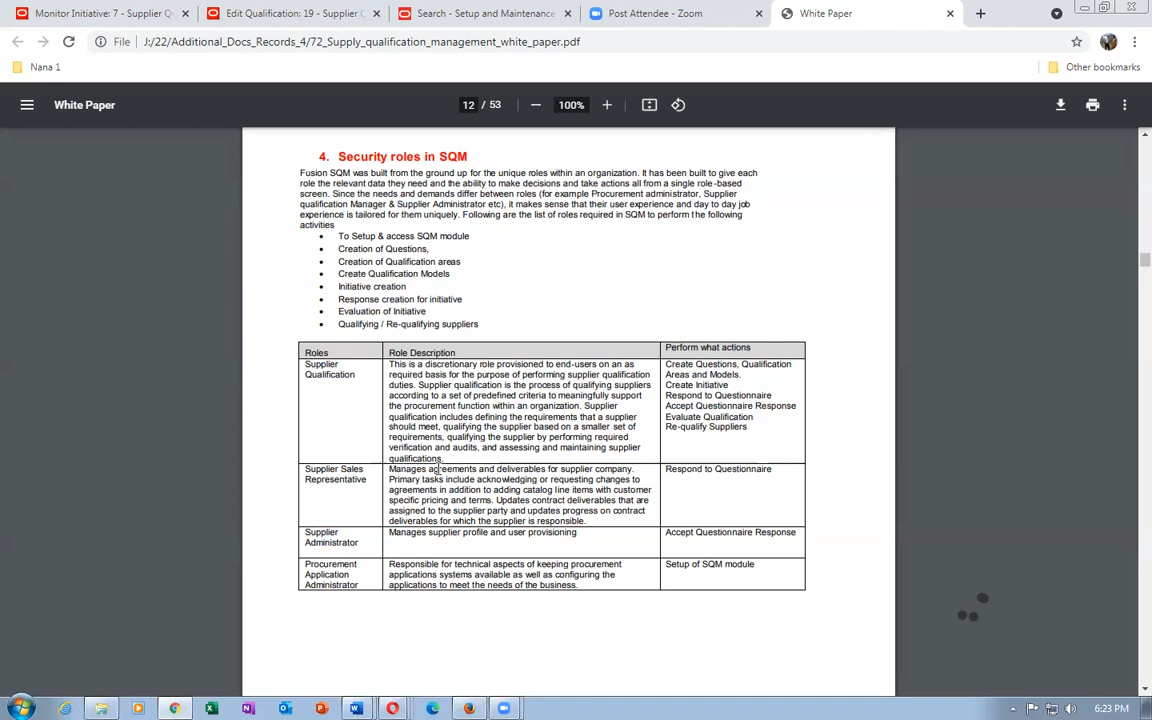 Monitor Initiative: 7 - Supplier Q
Edit Qualification: 19 - Supplier C
Search - Setup and Maintenance
Post Attendee - Zoom
White Paper
File
J:/22/Additional_Docs_Records_4/72_Supply_qualification_management_white_paper.pdf
Nana 1
Other bookmarks
White Paper
12 / 53
100%
4. Security roles in SQM
Fusion SQM was built from the ground up for the unique roles within an organization. It has been built to give each
role the relevant data they need and the ability to make decisions and take actions all from a single role-based
screen. Since the needs and demands differ between roles (for example Procurement administrator, Supplier
qualification Manager & Supplier Administrator etc), it makes sense that their user experience and day to day job
experience is tailored for them uniquely. Following are the list of roles required in SQM to perform the following
activities
• To Setup & access SQM module
• Creation of Questions,
• Creation of Qualification areas
• Create Qualification Models
• Initiative creation
• Response creation for initiative
• Evaluation of Initiative
• Qualifying / Re-qualifying suppliers
Roles
Role Description
Perform what actions
Supplier
Qualification
This is a discretionary role provisioned to end-users on an as
required basis for the purpose of performing supplier qualification
duties. Supplier qualification is the process of qualifying suppliers
according to a set of predefined criteria to meaningfully support
the procurement function within an organization. Supplier
qualification includes defining the requirements that a supplier
should meet, qualifying the supplier based on a smaller set of
requirements, qualifying the supplier by performing required
verification and audits, and assessing and maintaining supplier
qualifications.
Create Questions, Qualification
Areas and Models.
Create Initiative
Respond to Questionnaire
Accept Questionnaire Response
Evaluate Qualification
Re-qualify Suppliers
Supplier Sales
Representative
Manages agreements and deliverables for supplier company.
Primary tasks include acknowledging or requesting changes to
agreements in addition to adding catalog line items with customer
specific pricing and terms. Updates contract deliverables that are
assigned to the supplier party and updates progress on contract
deliverables for which the supplier is responsible.
Respond to Questionnaire
Supplier
Administrator
Manages supplier profile and user provisioning
Accept Questionnaire Response
Procurement
Application
Administrator
Responsible for technical aspects of keeping procurement
applications systems available as well as configuring the
applications to meet the needs of the business.
Setup of SQM module
6:23 PM